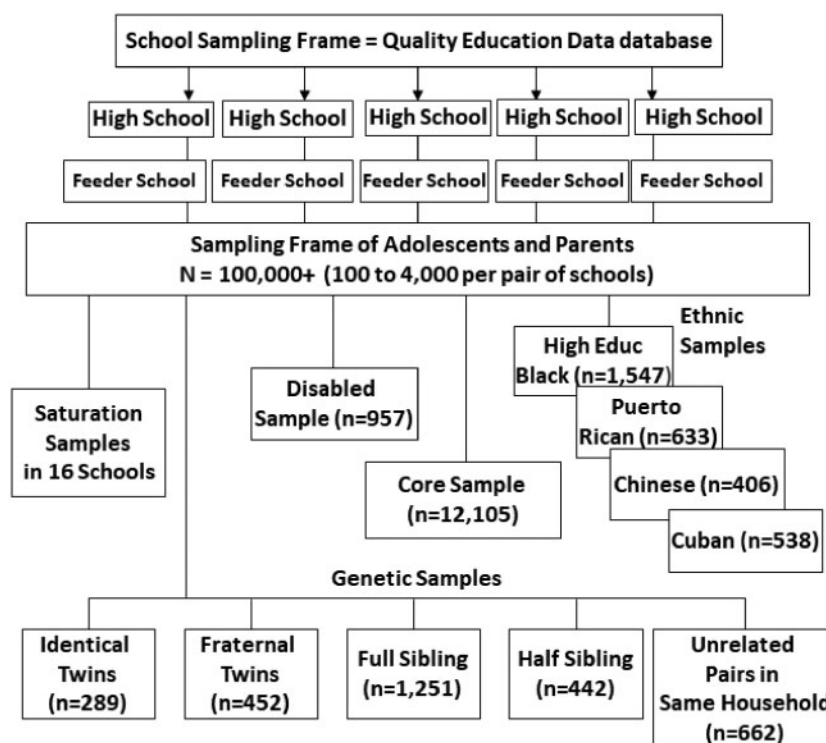 School Sampling Frame = Quality Education Data database
High School
High School
High School
High School
High School
Feeder School
Feeder School
Feeder School
Feeder School
Feeder School
Sampling Frame of Adolescents and Parents
N = 100,000+ (100 to 4,000 per pair of schools)
Ethnic
Samples
High Educ
Black (n=1,547)
Puerto
Rican (n=633)
Chinese (n=406)
Cuban (n=538)
Saturation
Samples
in 16 Schools
Disabled
Sample (n=957)
Core Sample
(n=12,105)
Genetic Samples
Identical
Twins
(n=289)
Fraternal
Twins
(n=452)
Full Sibling
(n=1,251)
Half Sibling
(n=442)
Unrelated
Pairs in
Same Household
(n=662)